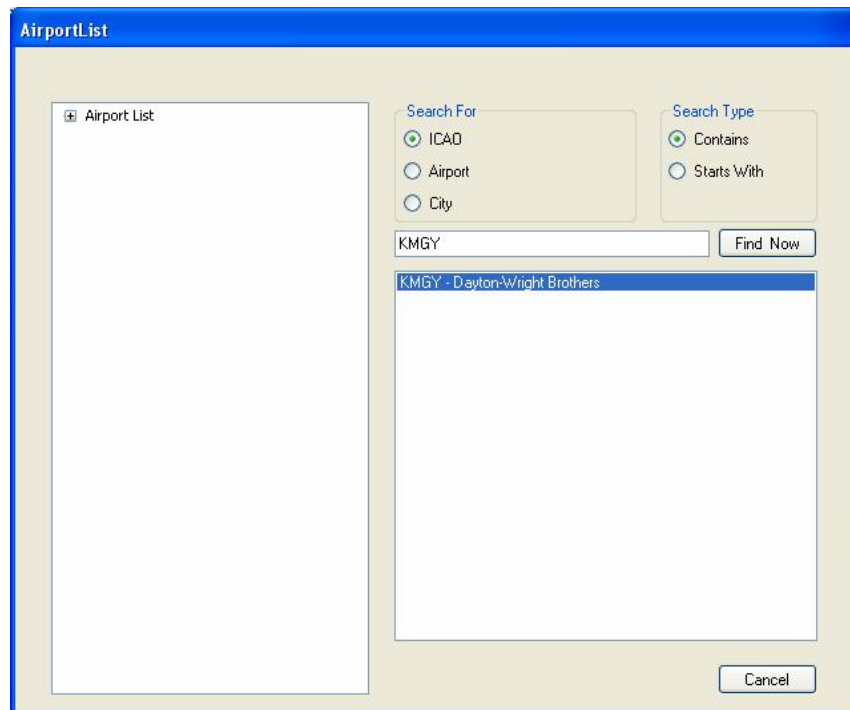 AirportList
Airport List
Search For
ICAO
Airport
City
Search Type
Contains
Starts With
KMGY
Find Now
KMGY - Dayton-Wright Brothers
Cancel